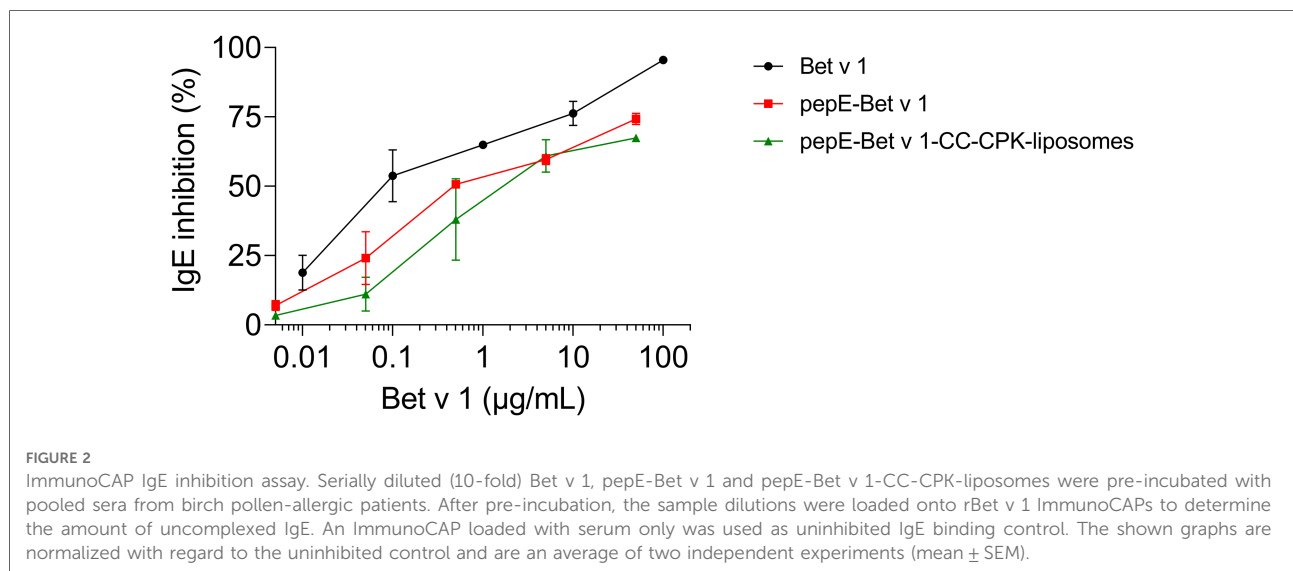 100
75
50
25
0
IgE inhibition (%)
0.01 0.1 1 10 100
Bet v 1 (µg/mL)
Bet v 1
pepE-Bet v 1
pepE-Bet v 1-CC-CPK-liposomes
FIGURE 2
ImmunoCAP IgE inhibition assay. Serially diluted (10-fold) Bet v 1, pepE-Bet v 1 and pepE-Bet v 1-CC-CPK-liposomes were pre-incubated with
pooled sera from birch pollen-allergic patients. After pre-incubation, the sample dilutions were loaded onto rBet v 1 ImmunoCAPs to determine
the amount of uncomplexed IgE. An ImmunoCAP loaded with serum only was used as uninhibited IgE binding control. The shown graphs are
normalized with regard to the uninhibited control and are an average of two independent experiments (mean ± SEM).